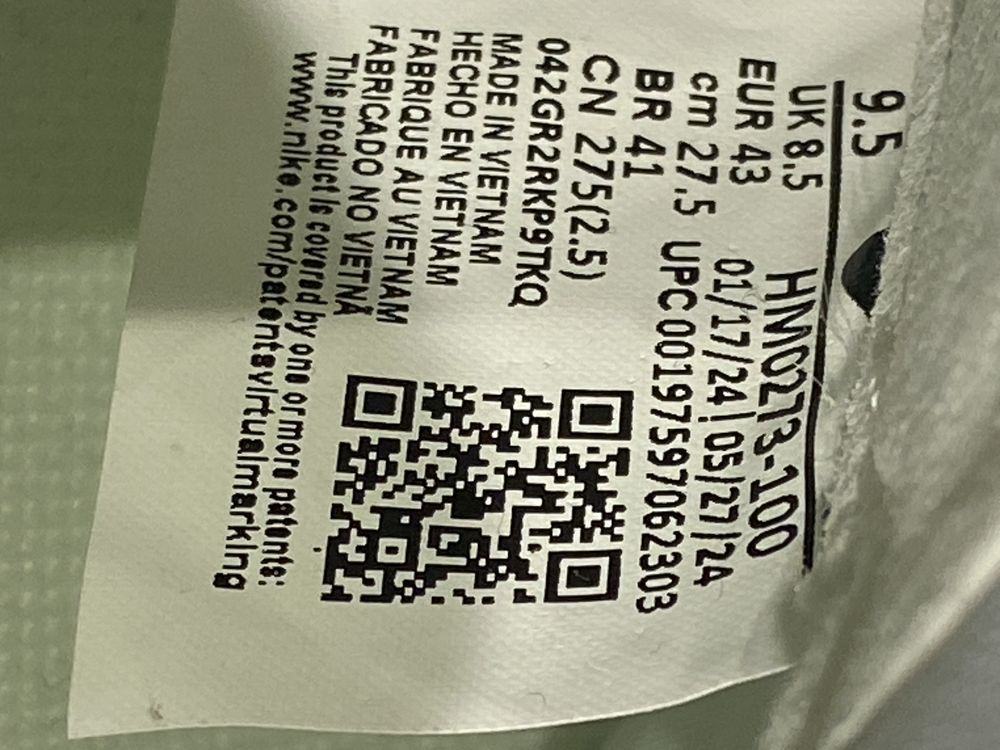 9.5
UK 8.5 HM0273-100
EUR 43 01/17/24| 05/27/24
cm 27.5 UPC00197597062303
BR 41
CN 275(2.5)
042GR2RKP9TKQ
MADE IN VIETNAM
HECHO EN VIETNAM
FABRIQUE AU VIETNAM
FABRICADO NO VIETNÃ
This product is covered by one or more patents:
www.nike.com/patentsvirtualmarking